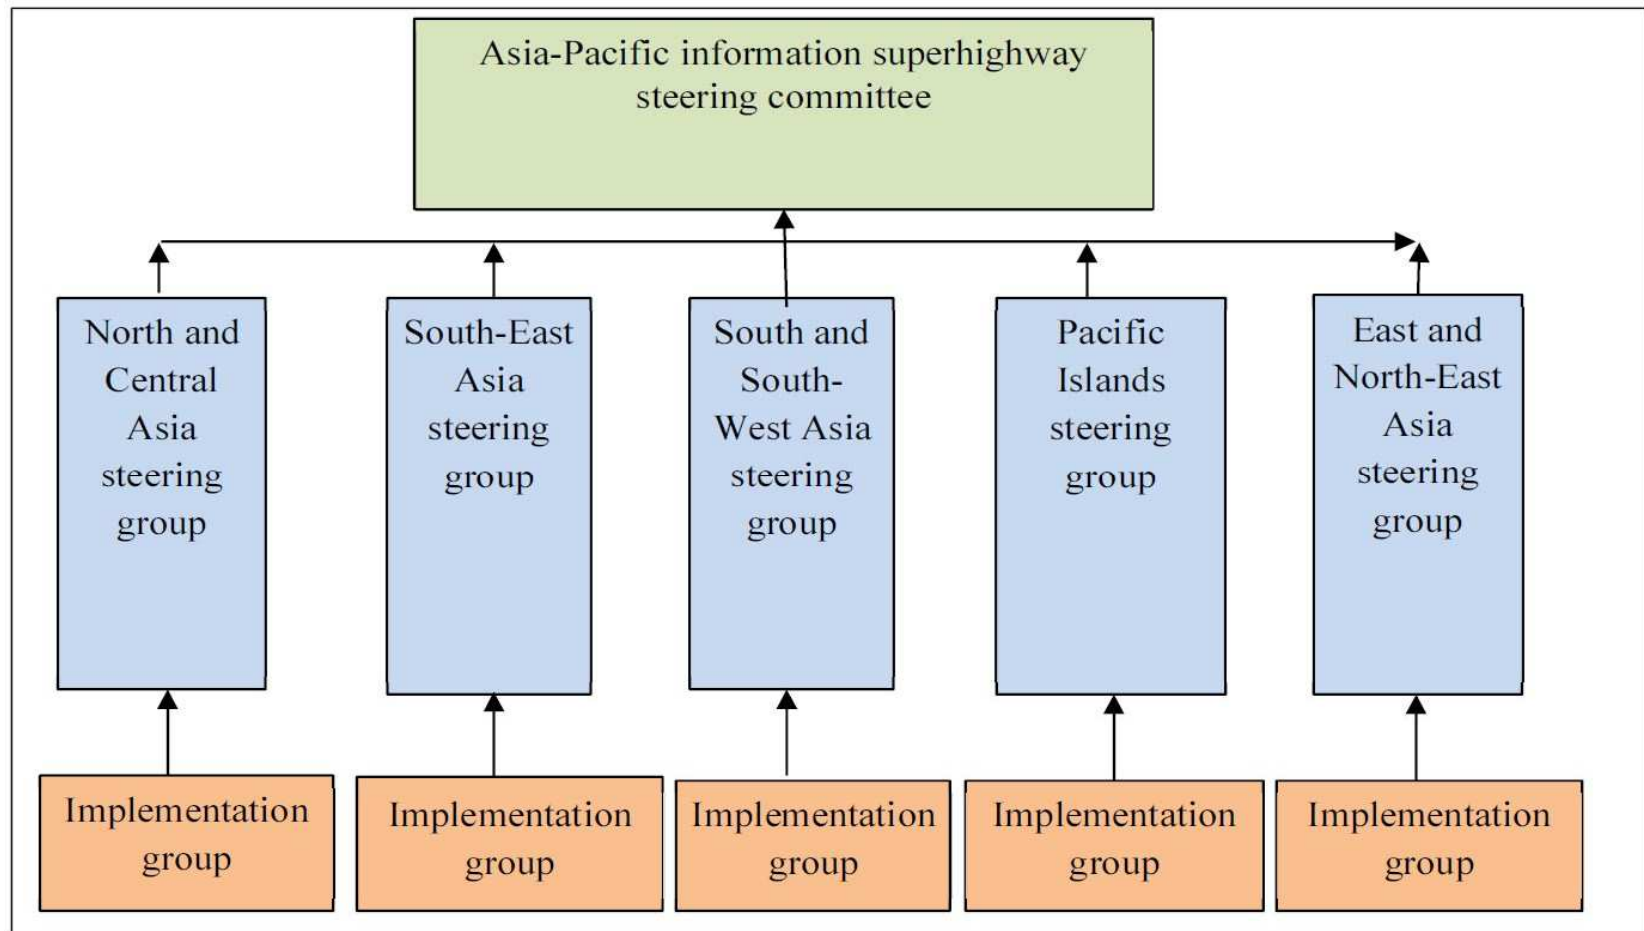 Asia-Pacific information superhighway
steering committee
North and
Central
Asia
steering
group
South-East
Asia
steering
group
South and
South-
West Asia
steering
group
Pacific
Islands
steering
group
East and
North-East
Asia
steering
group
Implementation
group
Implementation
group
Implementation
group
Implementation
group
Implementation
group